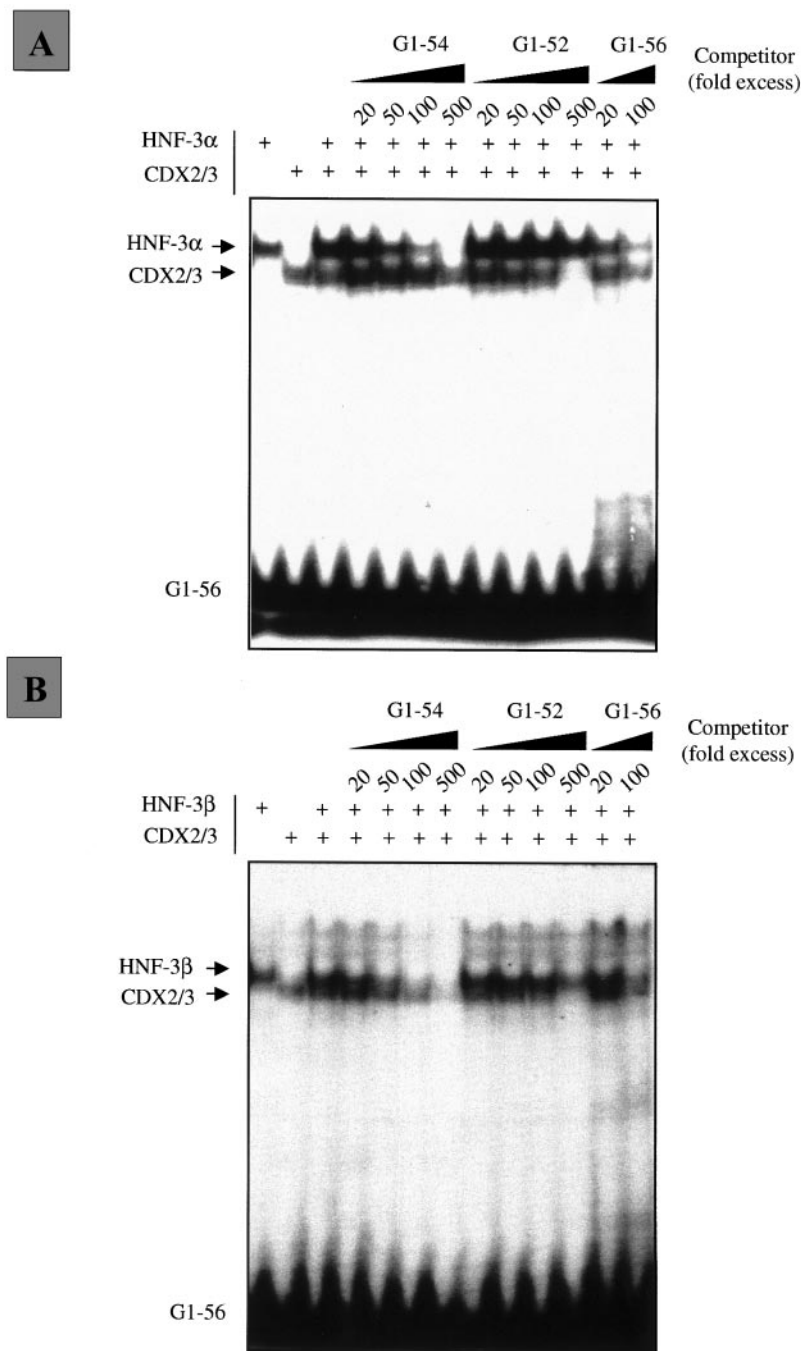 A
G1-54 G1-52 G1-56
Competitor
(fold excess)
20 50 100 500 20 50 100 500 20 100
HNF-3α + + + + + + + + + + + +
CDX2/3 + + + + + + + + + + + +
HNF-3α
CDX2/3
G1-56
B
G1-54 G1-52 G1-56
Competitor
(fold excess)
20 50 100 500 20 50 100 500 20 100
HNF-3β + + + + + + + + + + + +
CDX2/3 + + + + + + + + + + + +
HNF-3β
CDX2/3
G1-56